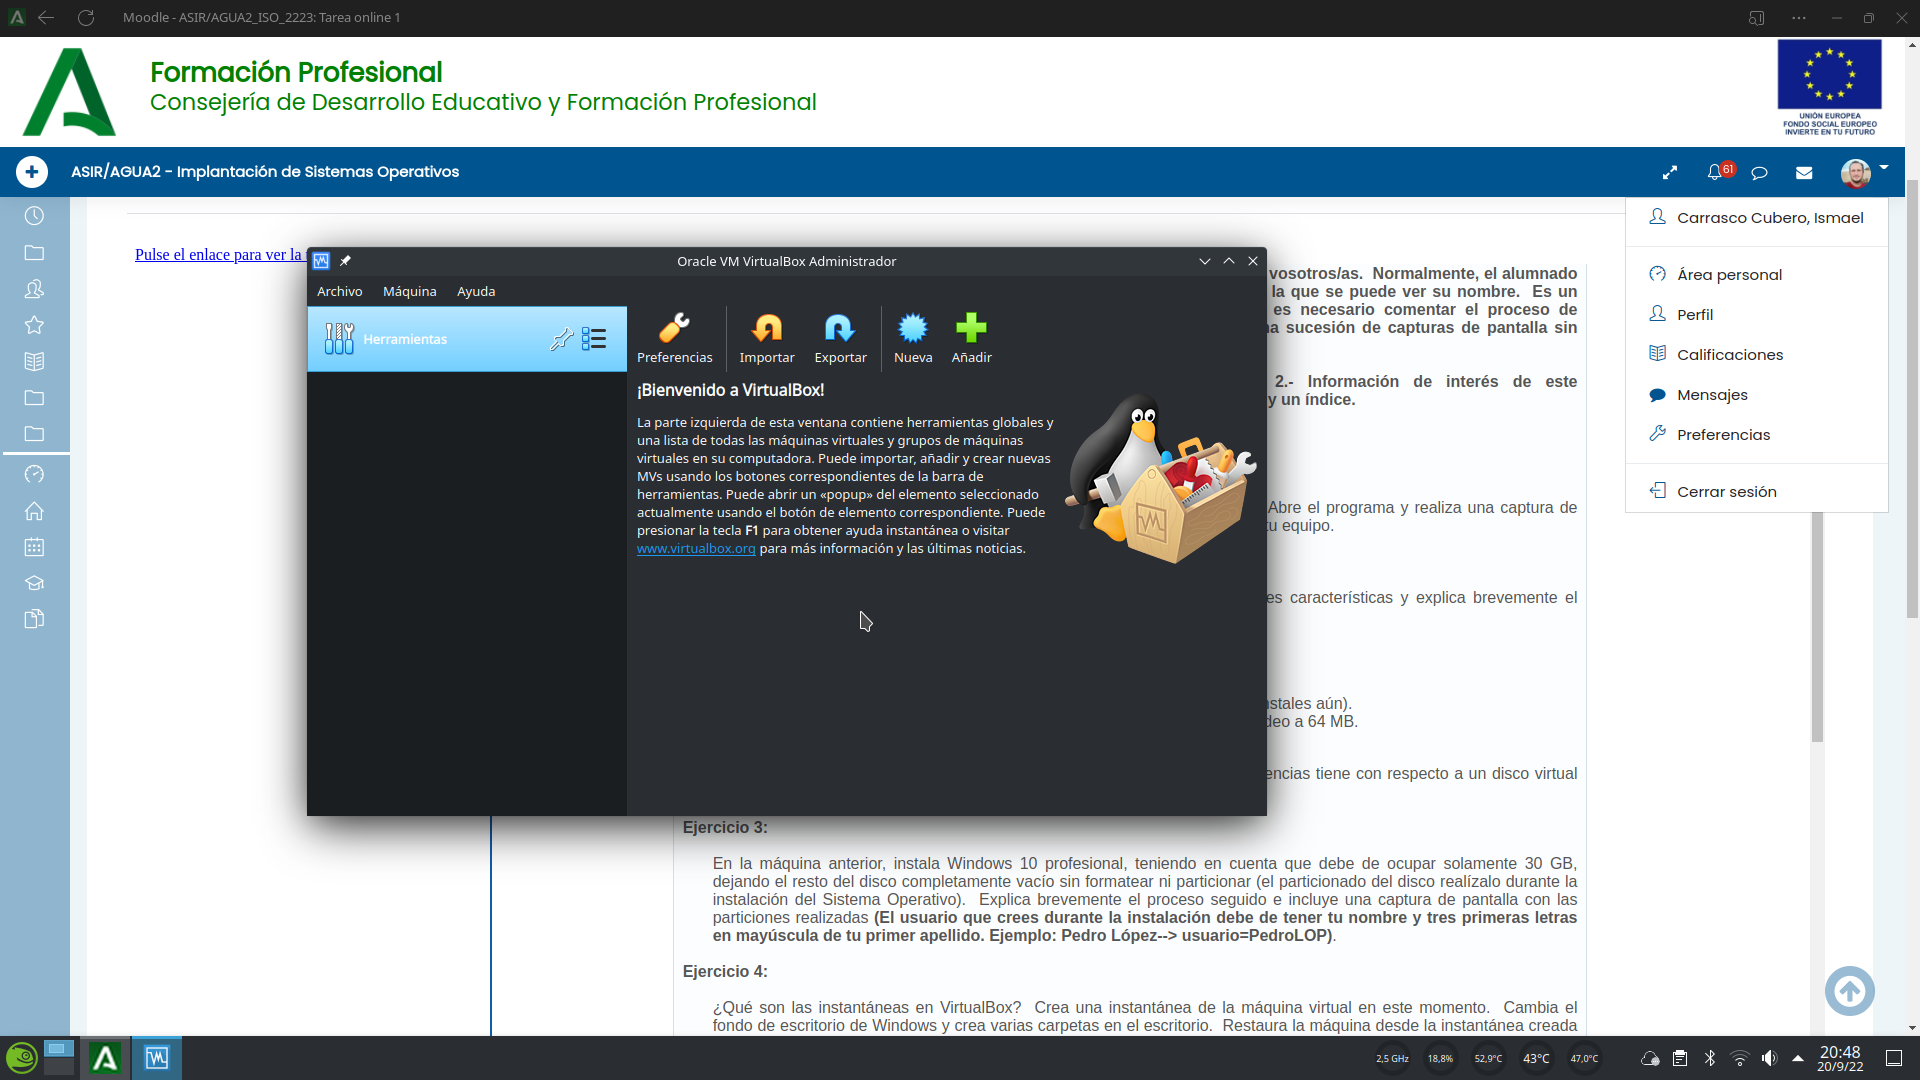 Moodle - ASIR/AGUA2_ISO_2223: Tarea online 1
Formación Profesional
Consejería de Desarrollo Educativo y Formación Profesional
UNIÓN EUROPEA
FONDO SOCIAL EUROPEO
INVIERTE EN TU FUTURO
ASIR/AGUA2 - Implantación de Sistemas Operativos
61
Carrasco Cubero, Ismael
Área personal
Perfil
Calificaciones
Mensajes
Preferencias
Cerrar sesión
Pulse el enlace para ver la
Oracle VM VirtualBox Administrador
Archivo Máquina Ayuda
Herramientas
Preferencias Importar Exportar Nueva Añadir
¡Bienvenido a VirtualBox!
La parte izquierda de esta ventana contiene herramientas globales y
una lista de todas las máquinas virtuales y grupos de máquinas
virtuales en su computadora. Puede importar, añadir y crear nuevas
MVs usando los botones correspondientes de la barra de
herramientas. Puede abrir un «popup» del elemento seleccionado
actualmente usando el botón de elemento correspondiente. Puede
presionar la tecla F1 para obtener ayuda instantánea o visitar
www.virtualbox.org para más información y las últimas noticias.
vosotros/as. Normalmente, el alumnado
la que se puede ver su nombre. Es un
es necesario comentar el proceso de
na sucesión de capturas de pantalla sin
2.- Información de interés de este
y un índice.
Abre el programa y realiza una captura de
tu equipo.
es características y explica brevemente el
nstales aún).
deo a 64 MB.
encias tiene con respecto a un disco virtual
Ejercicio 3:
En la máquina anterior, instala Windows 10 profesional, teniendo en cuenta que debe de ocupar solamente 30 GB,
dejando el resto del disco completamente vacío sin formatear ni particionar (el particionado del disco realízalo durante la
instalación del Sistema Operativo). Explica brevemente el proceso seguido e incluye una captura de pantalla con las
particiones realizadas (El usuario que crees durante la instalación debe de tener tu nombre y tres primeras letras
en mayúscula de tu primer apellido. Ejemplo: Pedro López--> usuario=PedroLOP).
Ejercicio 4:
¿Qué son las instantáneas en VirtualBox? Crea una instantánea de la máquina virtual en este momento. Cambia el
fondo de escritorio de Windows y crea varias carpetas en el escritorio. Restaura la máquina desde la instantánea creada
2,5 GHz 18,8% 52,9°C 43°C 47,0°C
20:48
20/9/22